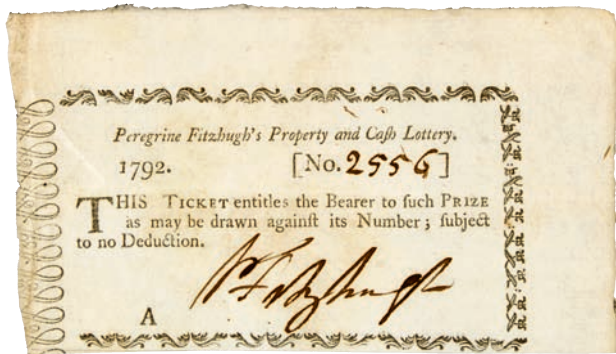 Peregrine Fitzhugh's Property and Caſh Lottery.
1792. [No. 2556]
THIS TICKET entitles the Bearer to ſuch PRIZE
as may be drawn againſt its Number; ſubject
to no Deduction.
P Fitzhugh
A